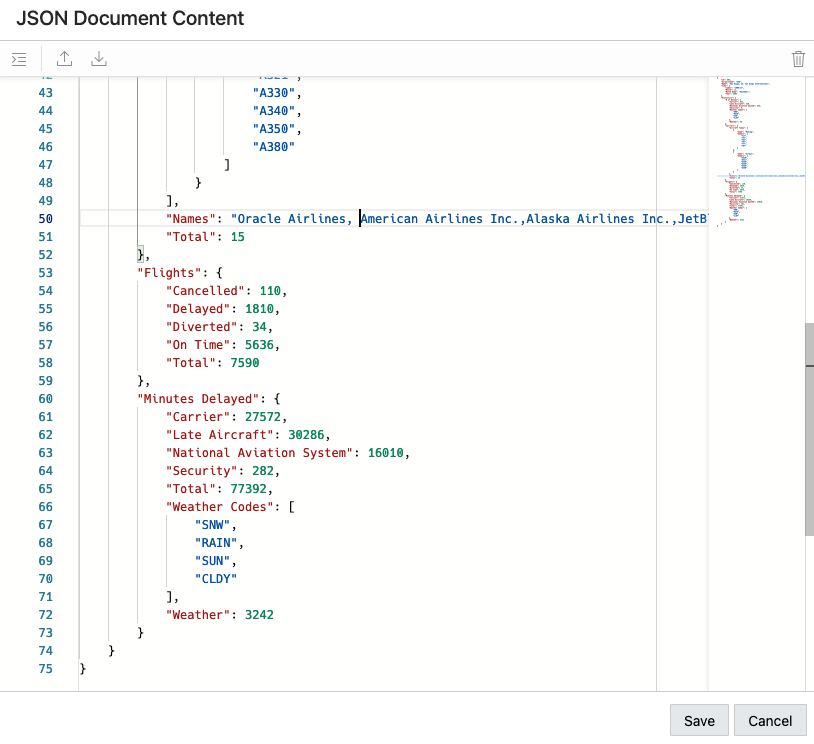 JSON Document Content
42 "A321",
43 "A330",
44 "A340",
45 "A350",
46 "A380"
47 ]
48 }
49 ],
50 "Names": "Oracle Airlines, American Airlines Inc.,Alaska Airlines Inc.,JetB
51 "Total": 15
52 },
53 "Flights": {
54 "Cancelled": 110,
55 "Delayed": 1810,
56 "Diverted": 34,
57 "On Time": 5636,
58 "Total": 7590
59 },
60 "Minutes Delayed": {
61 "Carrier": 27572,
62 "Late Aircraft": 30286,
63 "National Aviation System": 16010,
64 "Security": 282,
65 "Total": 77392,
66 "Weather Codes": [
67 "SNW",
68 "RAIN",
69 "SUN",
70 "CLDY"
71 ],
72 "Weather": 3242
73 }
74 }
75 }
Save Cancel